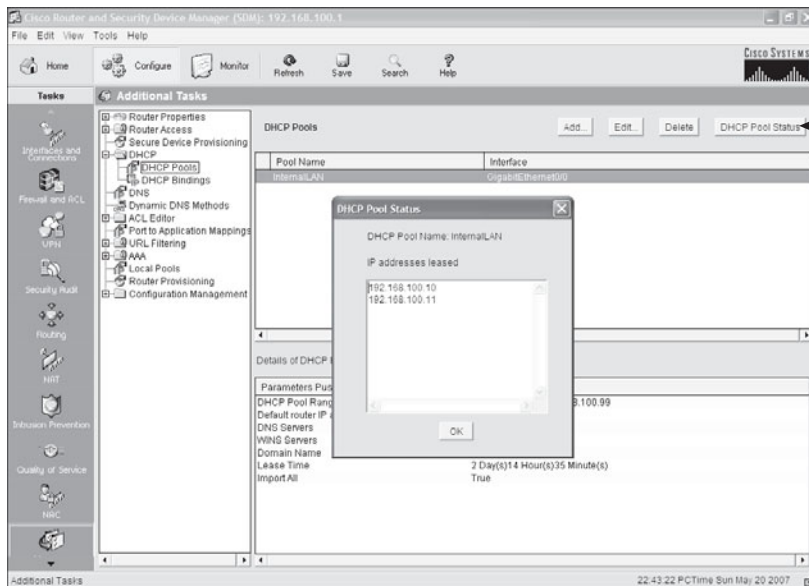 Cisco Router and Security Device Manager (SDM): 192.168.100.1
File Edit View Tools Help
Home
Configure
Monitor
Refresh
Save
Search
Help
CISCO SYSTEMS
Tasks
Additional Tasks
Interfaces and Connections
Firewall and ACL
VPN
Security Audit
Routing
NAT
Intrusion Prevention
Quality of Service
NAC
Router Properties
Router Access
Secure Device Provisioning
DHCP
DHCP Pools
DHCP Bindings
DNS
Dynamic DNS Methods
ACL Editor
Port to Application Mappings
URL Filtering
AAA
Local Pools
Router Provisioning
Configuration Management
DHCP Pools
Add...
Edit...
Delete
DHCP Pool Status
Pool Name
Interface
InternalLAN
GigabitEthernet0/0
DHCP Pool Status
DHCP Pool Name: InternalLAN
IP addresses leased
192.168.100.10
192.168.100.11
OK
Details of DHCP
Parameters
DHCP Pool
8.100.99
Default router IP
DNS Servers
WINS Servers
Domain Name
Lease Time
2 Day(s)14 Hour(s)35 Minute(s)
Import All
True
Additional Tasks
22:43:22 PCTime Sun May 20 2007